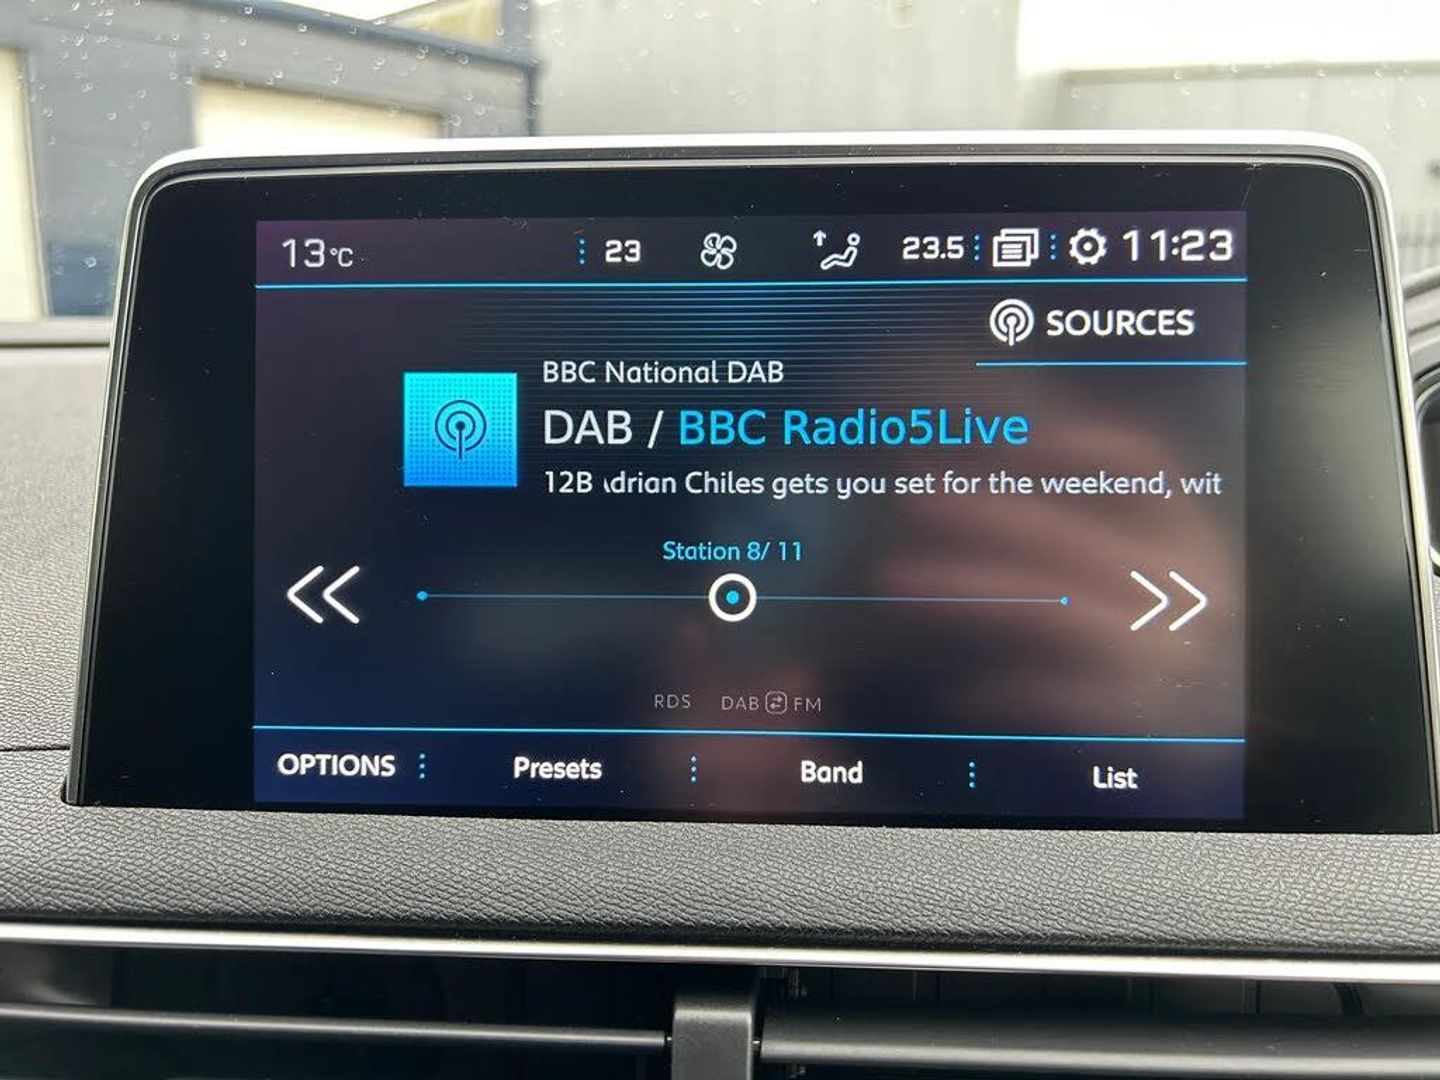 13°C 23 23.5 11:23
SOURCES
BBC National DAB
DAB / BBC Radio5Live
12B drian Chiles gets you set for the weekend, wit
Station 8/ 11
RDS DAB FM
OPTIONS Presets Band List